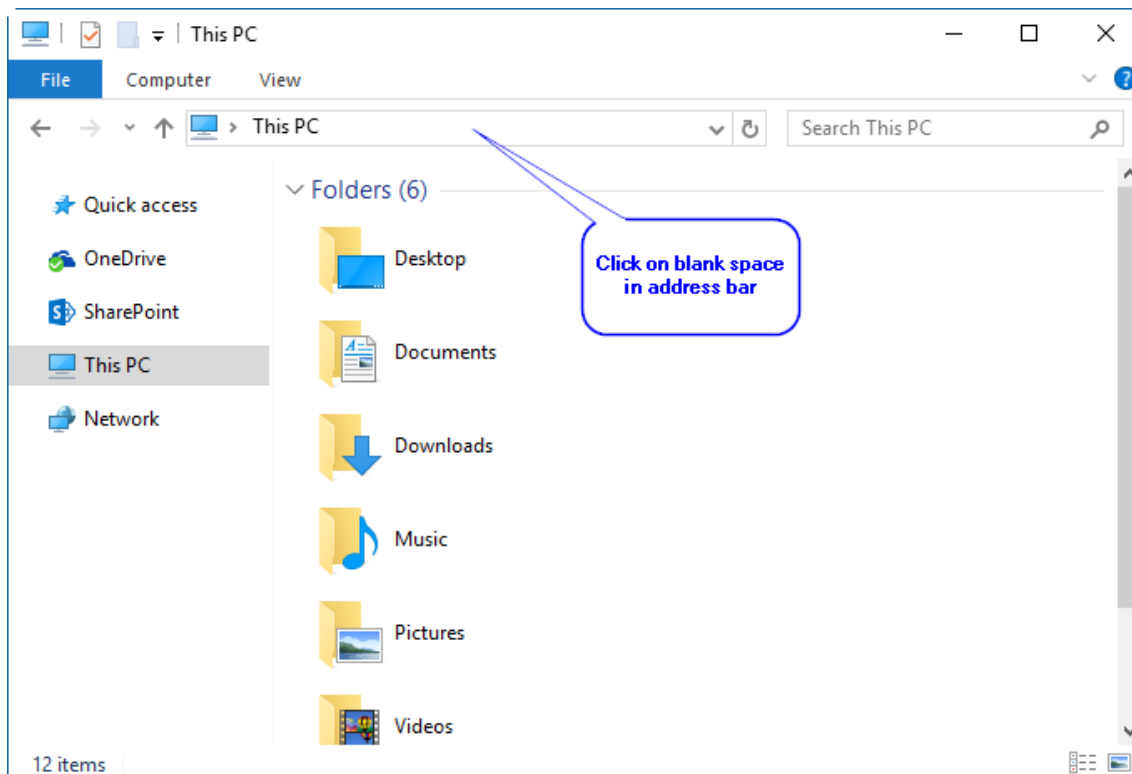 This PC
File Computer View
This PC
Search This PC
Quick access
OneDrive
SharePoint
This PC
Network
Folders (6)
Desktop
Documents
Downloads
Music
Pictures
Videos
Click on blank space
in address bar
12 items